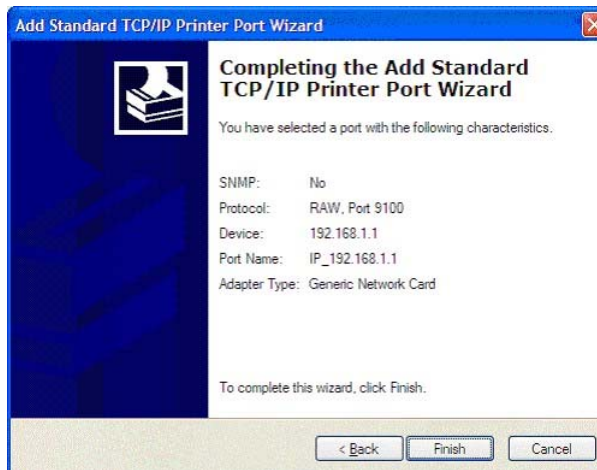 Add Standard TCP/IP Printer Port Wizard
Completing the Add Standard
TCP/IP Printer Port Wizard
You have selected a port with the following characteristics.
SNMP: No
Protocol: RAW, Port 9100
Device: 192.168.1.1
Port Name: IP_192.168.1.1
Adapter Type: Generic Network Card
To complete this wizard, click Finish.
< Back Finish Cancel